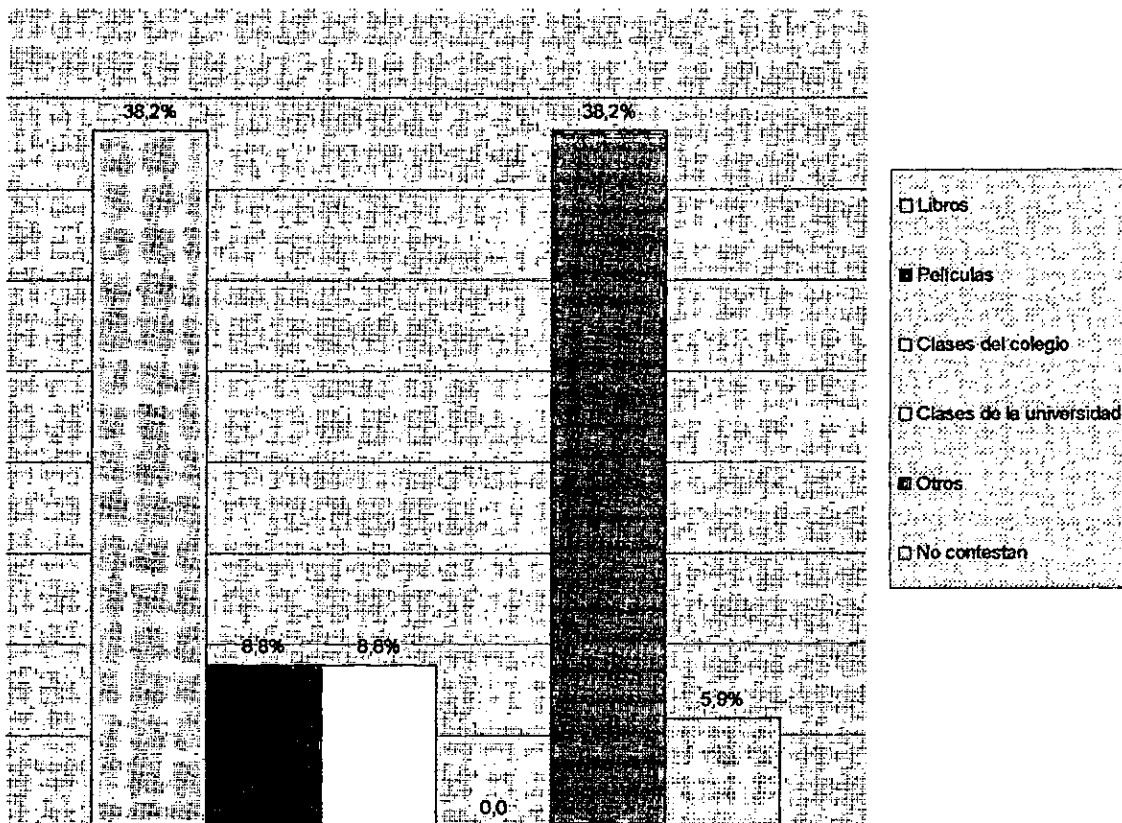 38,2%
38,2%
8,8%
8,8%
5,9%
0,0
Libros
Películas
Clases del colegio
Clases de la universidad
Otros
No contestan